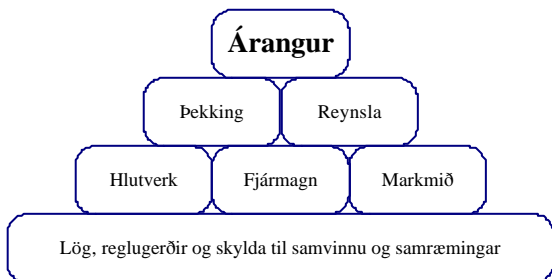 Árangur
Þekking Reynsla
Hlutverk Fjármagn Markmið
Lög, reglugerðir og skylda til samvinnu og samræmingar